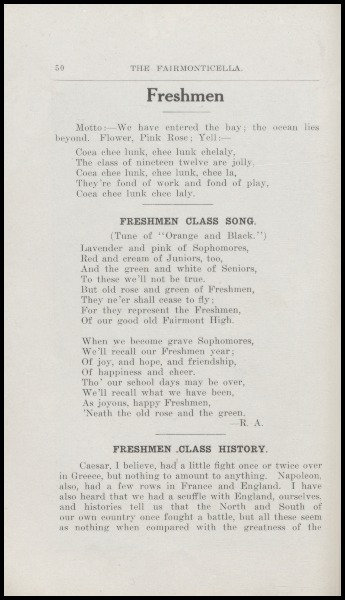 50
THE FAIRMONTICELLA.
Freshmen
Motto:—We have entered the bay; the ocean lies
beyond. Flower, Pink Rose; Yell:—
Coca chee lunk, chee lunk chelaly,
The class of nineteen twelve are jolly.
Coca chee lunk, chee lunk, chee la,
They're fond of work and fond of play,
Coca chee lunk chee laly.
FRESHMEN CLASS SONG.
(Tune of "Orange and Black.")
Lavender and pink of Sophomores,
Red and cream of Juniors, too,
And the green and white of Seniors,
To these we'll not be true.
But old rose and green of Freshmen,
They ne'er shall cease to fly;
For they represent the Freshmen,
Of our good old Fairmont High.
When we become grave Sophomores,
We'll recall our Freshmen year;
Of joy, and hope, and friendship,
Of happiness and cheer.
Tho' our school days may be over,
We'll recall what we have been,
As joyous, happy Freshmen,
'Neath the old rose and the green.
—R. A.
FRESHMEN CLASS HISTORY.
Caesar, I believe, had a little fight once or twice over
in Greece, but nothing to amount to anything. Napoleon,
also, had a few rows in France and England. I have
also heard that we had a scuffle with England, ourselves,
and histories tell us that the North and South of
our own country once fought a battle, but all these seem
as nothing when compared with the greatness of the